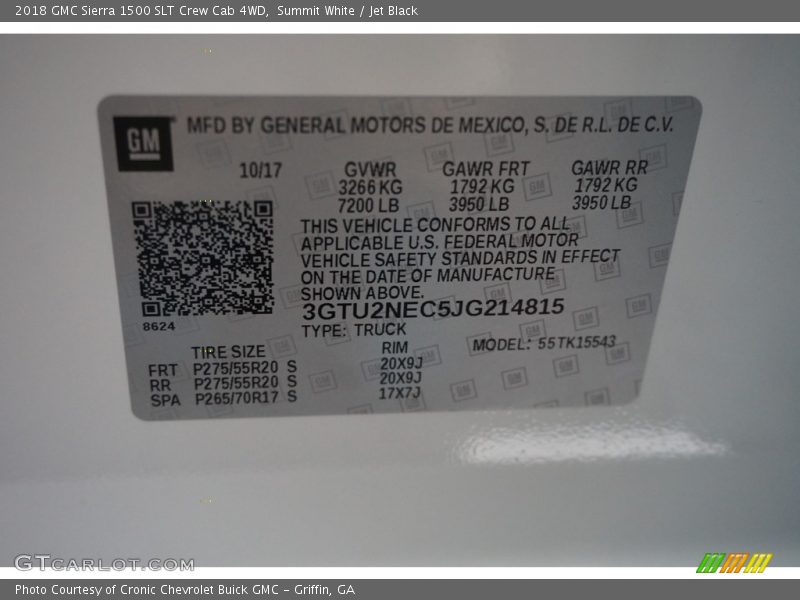 2018 GMC Sierra 1500 SLT Crew Cab 4WD,  Summit White / Jet Black
GM MFD BY GENERAL MOTORS DE MEXICO, S. DE R.L. DE C.V.
10/17 GVWR GAWR FRT GAWR RR
3266 KG 1792 KG 1792 KG
7200 LB 3950 LB 3950 LB
THIS VEHICLE CONFORMS TO ALL
APPLICABLE U.S. FEDERAL MOTOR
VEHICLE SAFETY STANDARDS IN EFFECT
ON THE DATE OF MANUFACTURE
SHOWN ABOVE.
3GTU2NEC5JG214815
8624
TYPE: TRUCK
TIRE SIZE RIM MODEL: 55TK15543
FRT P275/55R20 S 20X9J
RR P275/55R20 S 20X9J
SPA P265/70R17 S 17X7J
GTCARLOT.COM
Photo Courtesy of Cronic Chevrolet Buick GMC - Griffin, GA